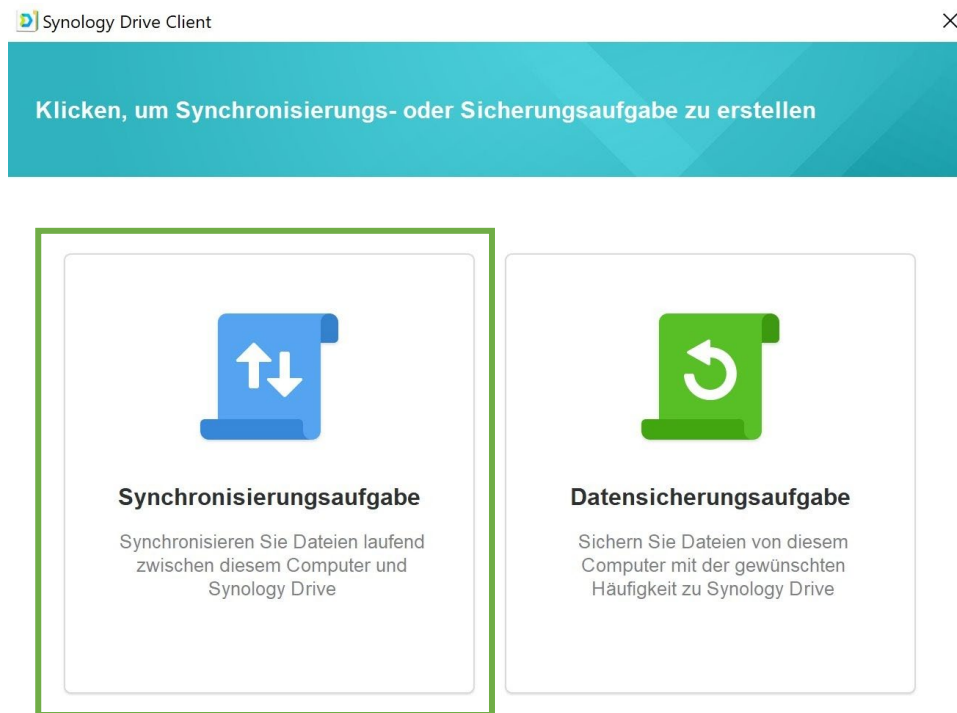 Synology Drive Client
Klicken, um Synchronisierungs- oder Sicherungsaufgabe zu erstellen
Synchronisierungsaufgabe
Synchronisieren Sie Dateien laufend
zwischen diesem Computer und
Synology Drive
Datensicherungsaufgabe
Sichern Sie Dateien von diesem
Computer mit der gewünschten
Häufigkeit zu Synology Drive